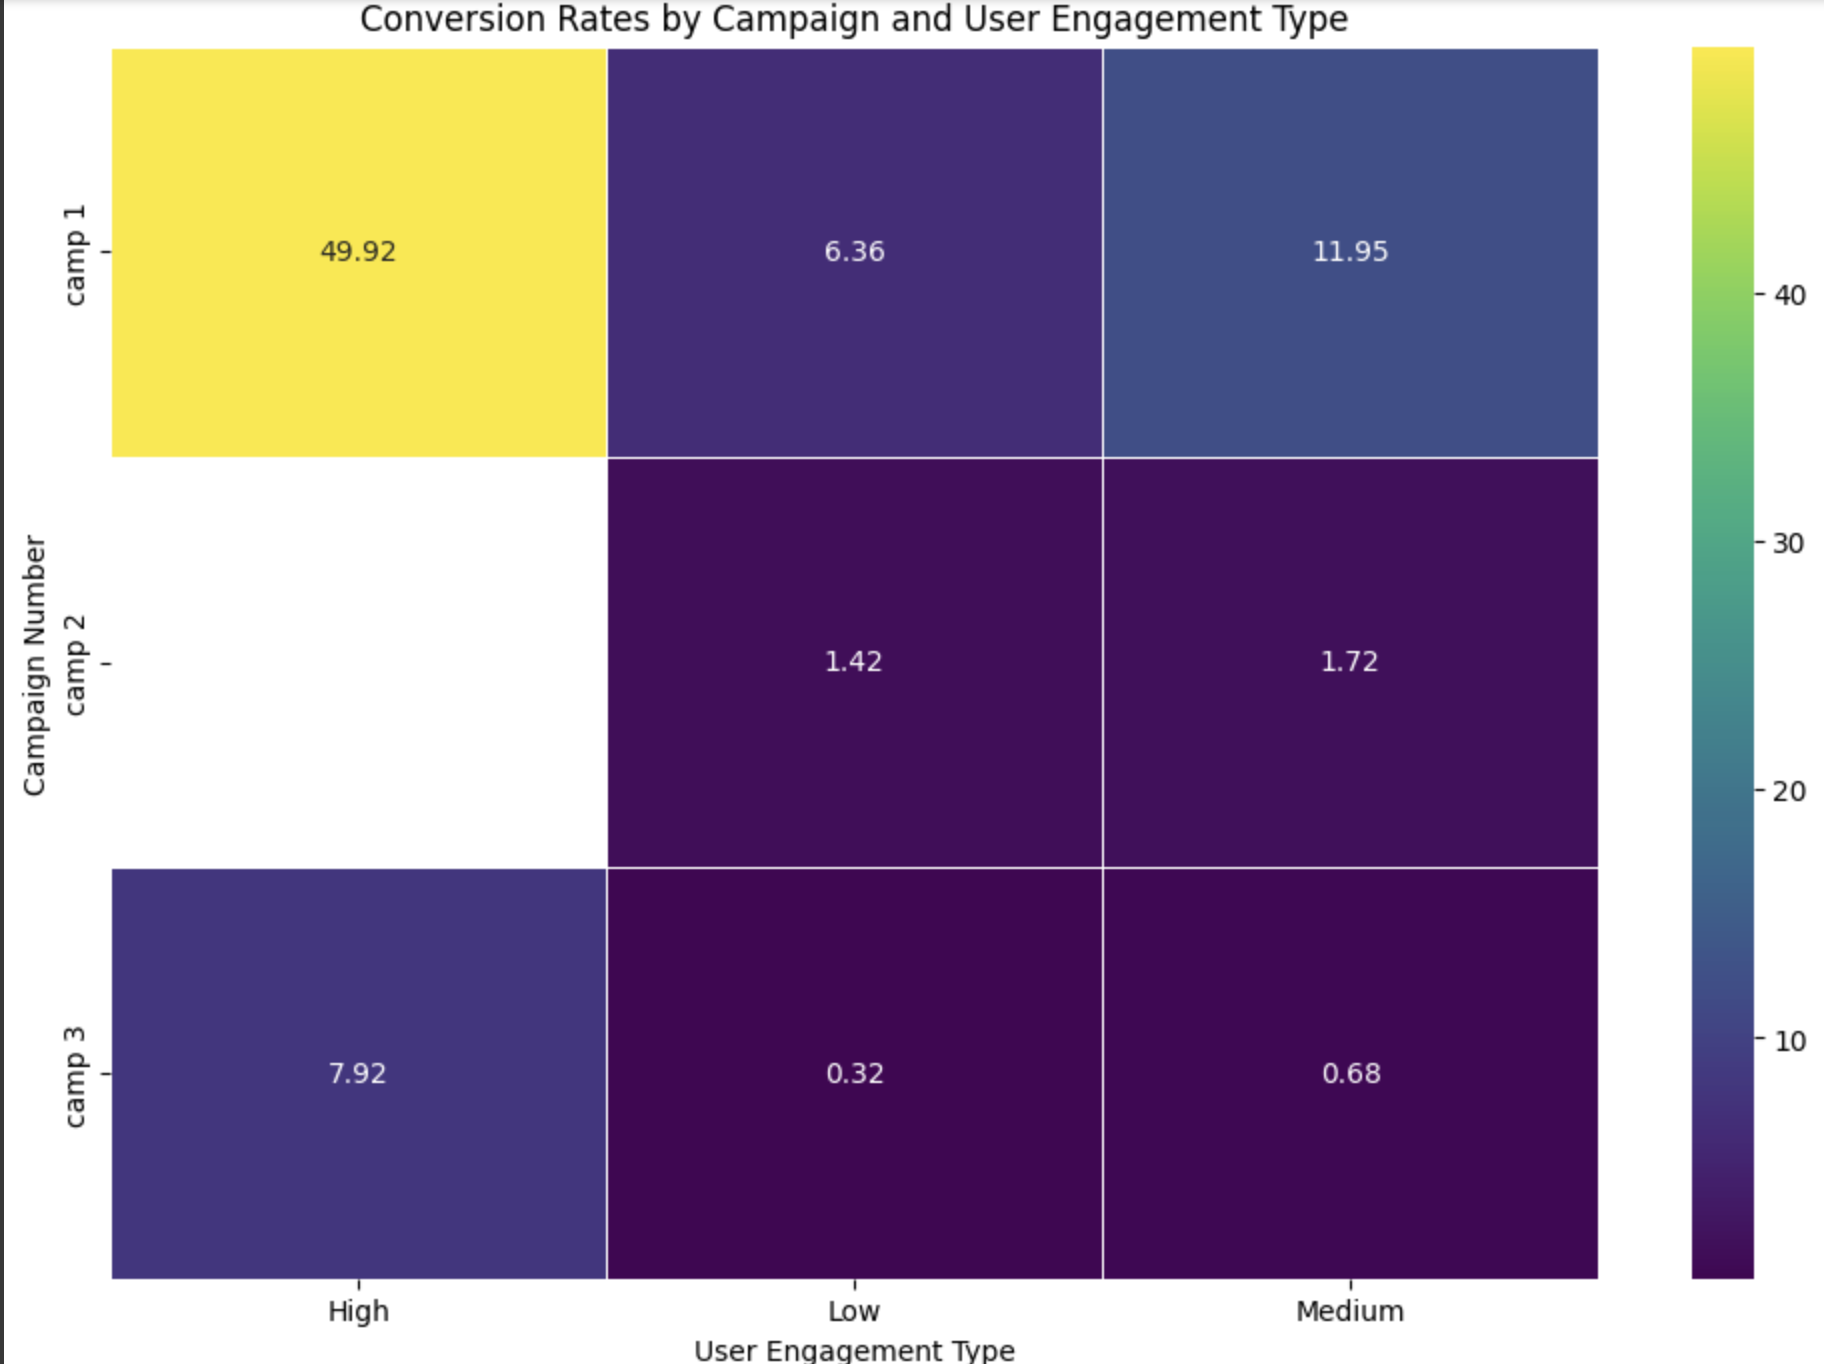 Conversion Rates by Campaign and User Engagement Type
camp 1
49.92
6.36
11.95
camp 2
1.42
1.72
camp 3
7.92
0.32
0.68
Campaign Number
High
Low
Medium
User Engagement Type
40
30
20
10